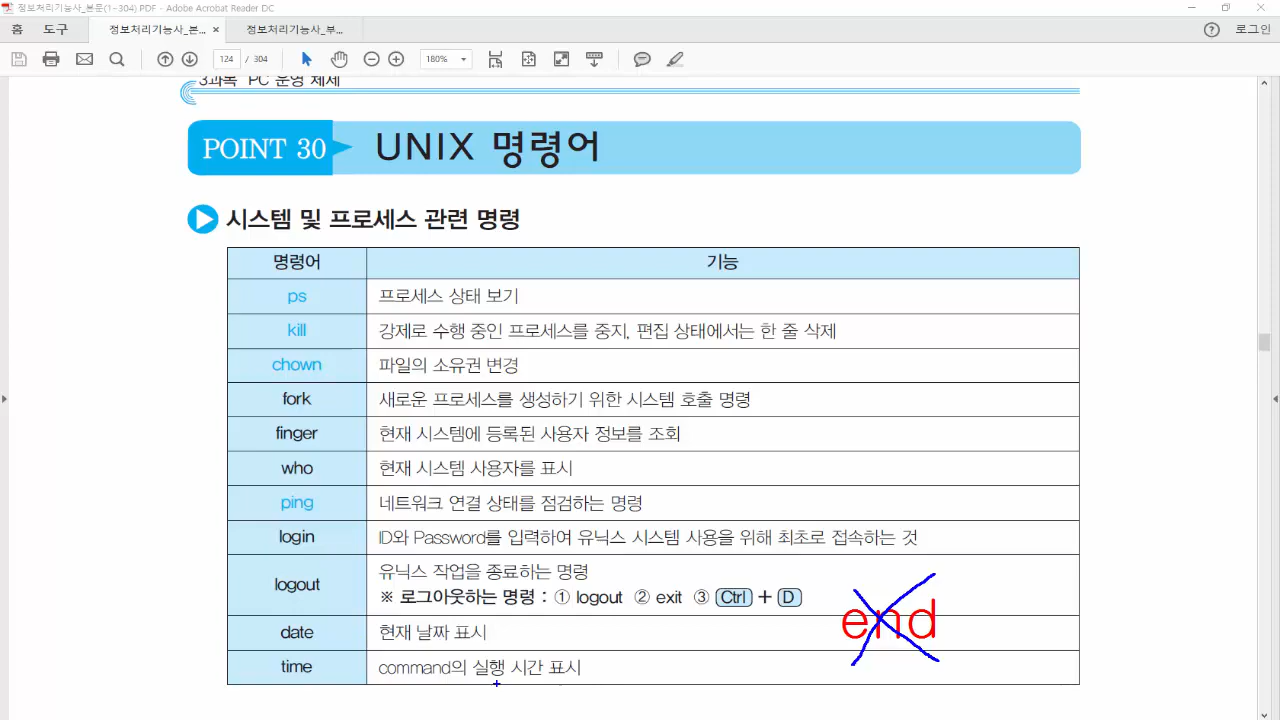 정보처리기능사_본문(1-304) PDF - Adobe Acrobat Reader DC
홈 도구 정보처리기능사_본... × 정보처리기능사_부... 로그인
124 / 304 180%
3과목 PC 운영 체제
POINT 30 UNIX 명령어
시스템 및 프로세스 관련 명령
명령어 기능
ps 프로세스 상태 보기
kill 강제로 수행 중인 프로세스를 중지, 편집 상태에서는 한 줄 삭제
chown 파일의 소유권 변경
fork 새로운 프로세스를 생성하기 위한 시스템 호출 명령
finger 현재 시스템에 등록된 사용자 정보를 조회
who 현재 시스템 사용자를 표시
ping 네트워크 연결 상태를 점검하는 명령
login ID와 Password를 입력하여 유닉스 시스템 사용을 위해 최초로 접속하는 것
logout 유닉스 작업을 종료하는 명령
※ 로그아웃하는 명령 : ① logout ② exit ③ Ctrl + D
end
date 현재 날짜 표시
time command의 실행 시간 표시